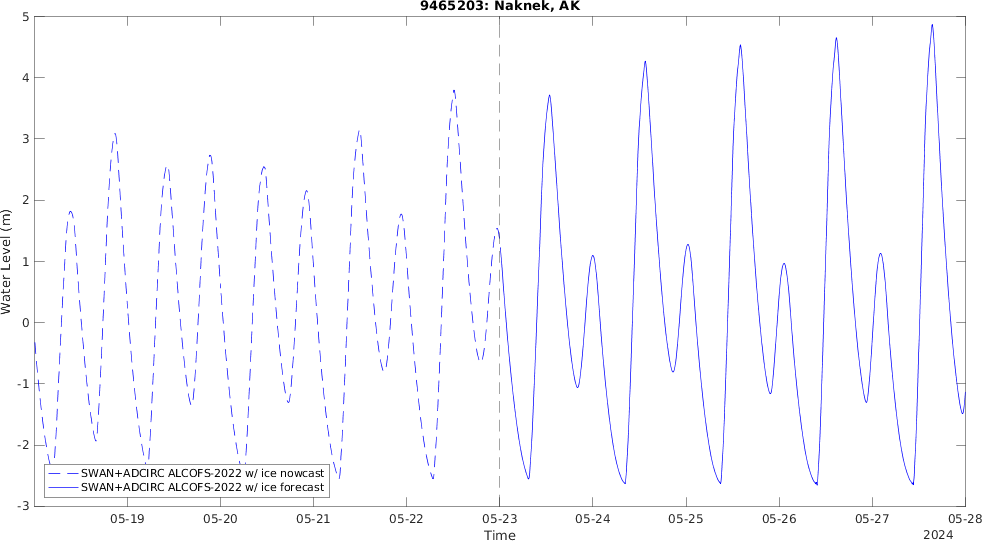 9465203: Naknek, AK
Water Level (m)
5
4
3
2
1
0
-1
-2
-3
SWAN+ADCIRC ALCOFS-2022 w/ ice nowcast
SWAN+ADCIRC ALCOFS-2022 w/ ice forecast
05-19 05-20 05-21 05-22 05-23 05-24 05-25 05-26 05-27 05-28
Time
2024